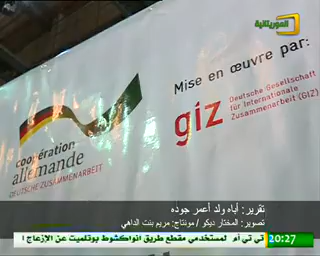 الموريتانية
Mise en œuvre par:
giz
Deutsche Gesellschaft
für Internationale
Zusammenarbeit (GIZ)
coopération
allemande
DEUTSCHE ZUSAMMENARBEIT
تقرير: أباه ولد أعمر جوده
تصوير: المختار ديكو / مونتاج: مريم بنت الداهي
تي تي أم لمستخدمي مقطع طريق انواكشوط بوتلميت عن الإزعاج ا
20:27